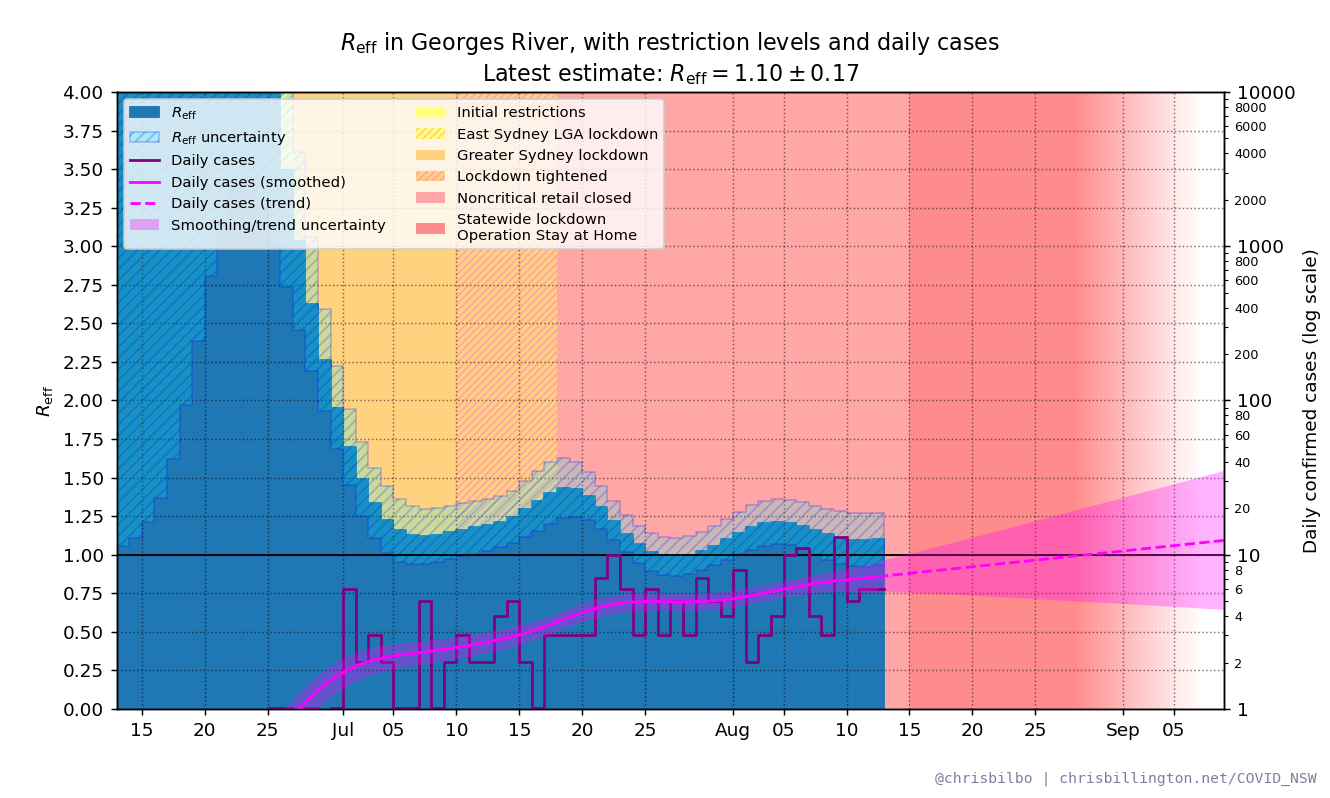 R_eff in Georges River, with restriction levels and daily cases
Latest estimate: R_eff = 1.10 ± 0.17
R_eff
R_eff uncertainty
Daily cases
Daily cases (smoothed)
Daily cases (trend)
Smoothing/trend uncertainty
Initial restrictions
East Sydney LGA lockdown
Greater Sydney lockdown
Lockdown tightened
Noncritical retail closed
Statewide lockdown
Operation Stay at Home
R_eff
4.00
3.75
3.50
3.25
3.00
2.75
2.50
2.25
2.00
1.75
1.50
1.25
1.00
0.75
0.50
0.25
0.00
10000
8000
6000
4000
2000
1000
800
600
400
200
100
80
60
40
20
10
8
6
4
2
1
Daily confirmed cases (log scale)
15 20 25 Jul 05 10 15 20 25 Aug 05 10 15 20 25 Sep 05
@chrisbilbo | chrisbillington.net/COVID_NSW